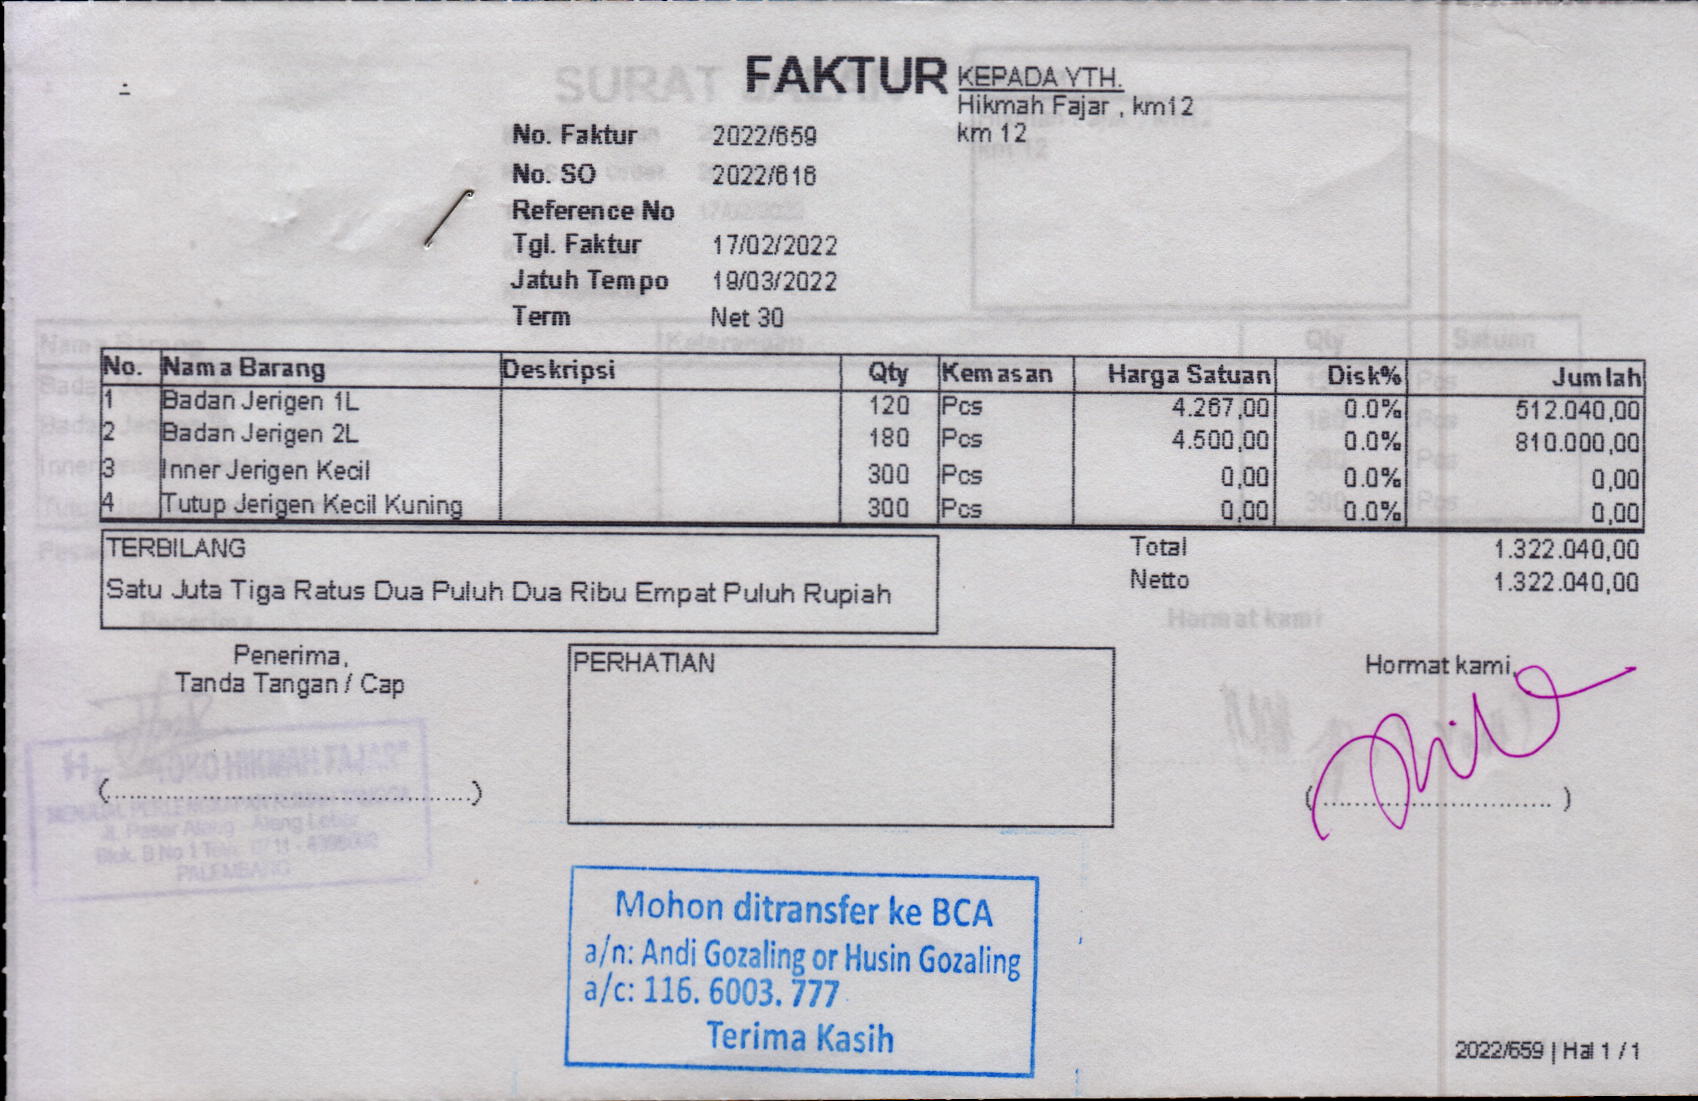 FAKTUR
KEPADA YTH.
Hikmah Fajar , km12
km 12
No. Faktur 2022/659
No. SO 2022/616
Reference No
Tgl. Faktur 17/02/2022
Jatuh Tempo 19/03/2022
Term Net 30
No. Nama Barang Deskripsi Qty Kemasan Harga Satuan Disk% Jumlah
1 Badan Jerigen 1L 120 Pcs 4.267,00 0.0% 512.040,00
2 Badan Jerigen 2L 180 Pcs 4.500,00 0.0% 810.000,00
3 Inner Jerigen Kecil 300 Pcs 0,00 0.0% 0,00
4 Tutup Jerigen Kecil Kuning 300 Pcs 0,00 0.0% 0,00
TERBILANG
Satu Juta Tiga Ratus Dua Puluh Dua Ribu Empat Puluh Rupiah
Total 1.322.040,00
Netto 1.322.040,00
Penerima,
Tanda Tangan / Cap
PERHATIAN
Hormat kami,
TOKO HIKMAH FAJAR"
PALEMBANG
Mohon ditransfer ke BCA
a/n: Andi Gozaling or Husin Gozaling
a/c: 116. 6003. 777
Terima Kasih
2022/659 | Hal 1 / 1